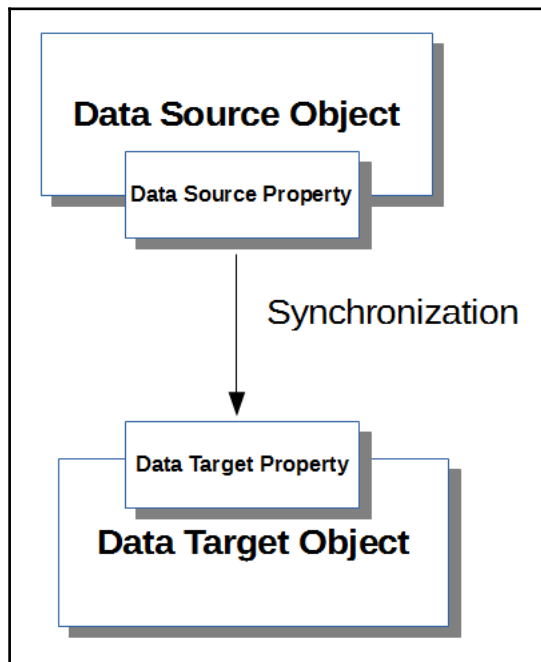 Data Source Object
Data Source Property
Synchronization
Data Target Property
Data Target Object